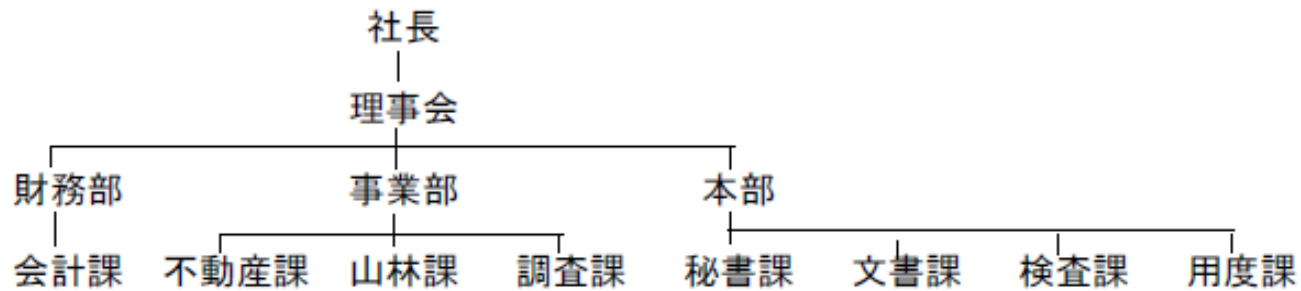 社長
理事会
財務部 事業部 本部
会計課 不動産課 山林課 調査課 秘書課 文書課 検査課 用度課